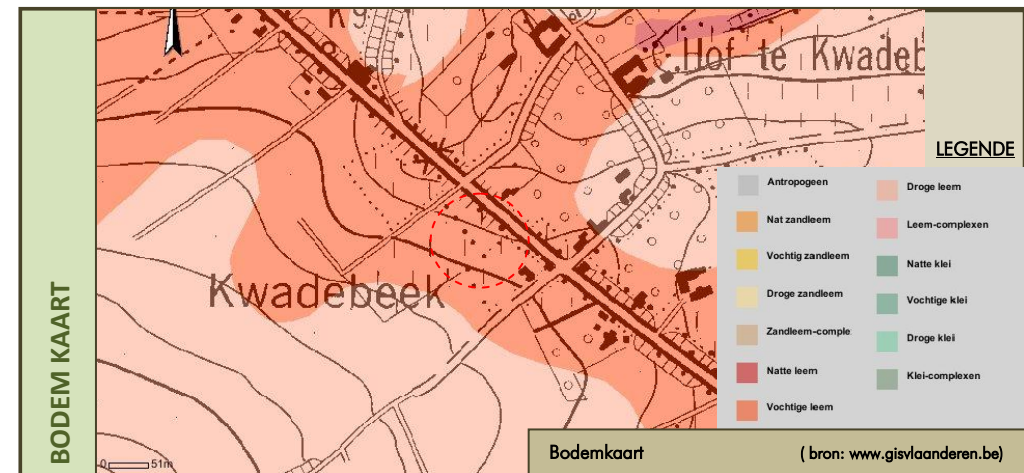 BODEM KAART
K9
Hof te Kwadeb
Kwadebeek
0 51m
LEGENDE
Antropogeen
Nat zandleem
Vochtig zandleem
Droge zandleem
Zandleem-comple
Natte leem
Vochtige leem
Droge leem
Leem-complexen
Natte klei
Vochtige klei
Droge klei
Klei-complexen
Bodemkaart ( bron: www.gisvlaanderen.be)